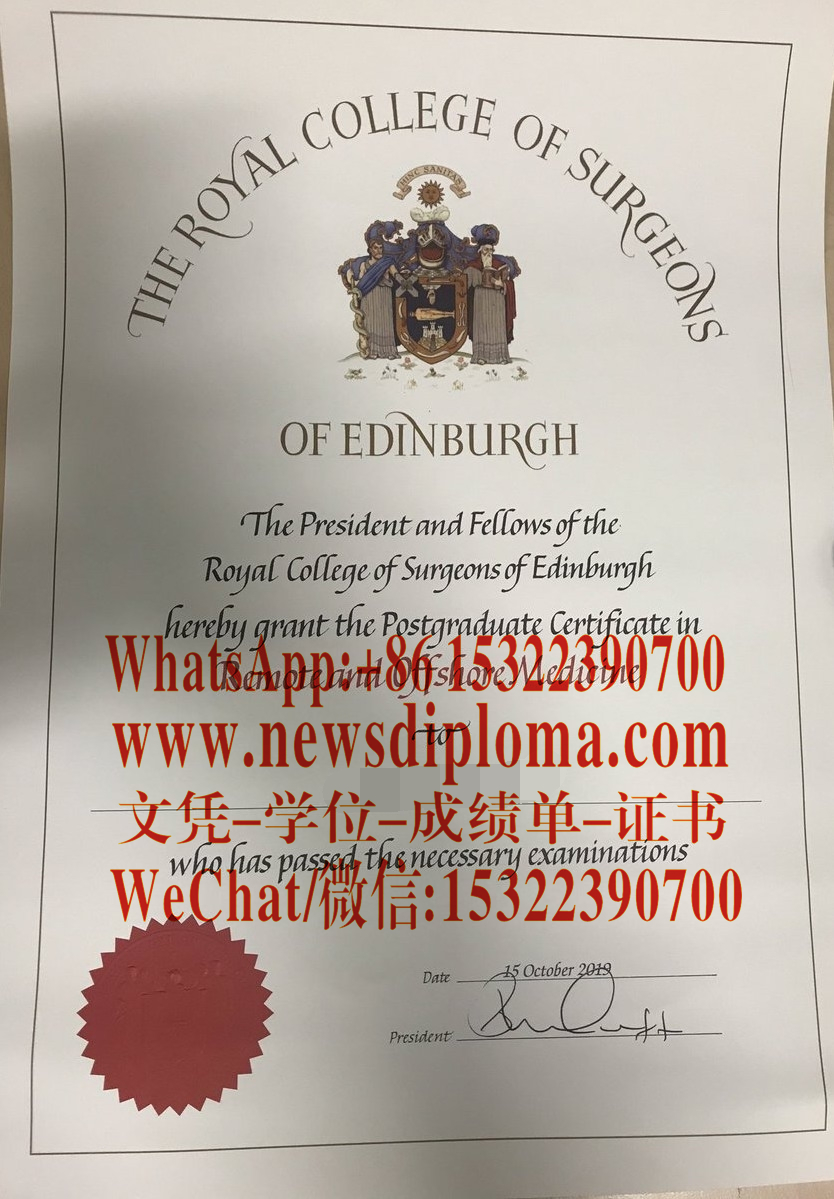 THE ROYAL COLLEGE OF SURGEONS
HINC SANITAS
OF EDINBURGH
The President and Fellows of the
Royal College of Surgeons of Edinburgh
hereby grant the Postgraduate Certificate in
WhatsApp:+86 15322390700
Remote and Offshore Medicine
to
www.newsdiploma.com
文凭-学位-成绩单-证书
who has passed the necessary examinations
WeChat/微信:15322390700
Date 15 October 2019
President